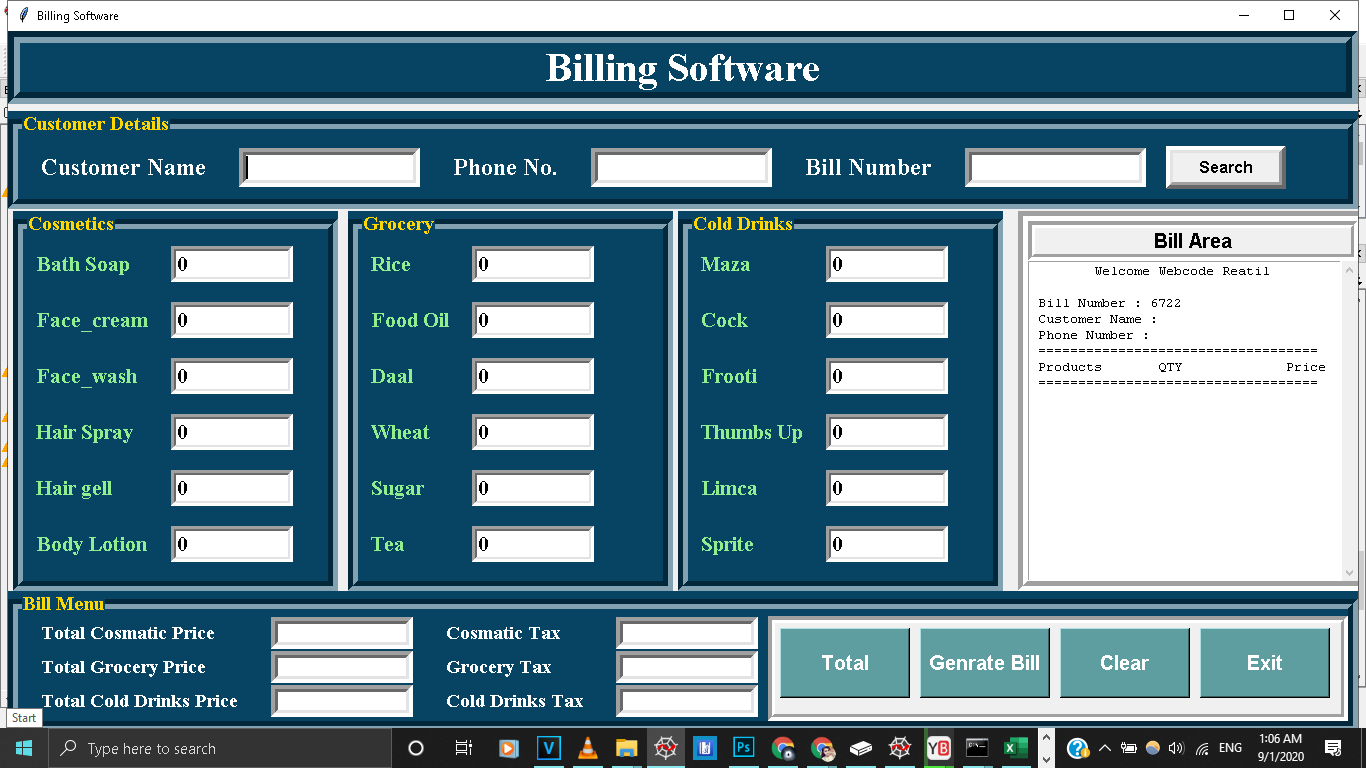 Billing Software
Billing Software
Customer Details
Customer Name Phone No. Bill Number Search
Cosmetics
Bath Soap 0
Face_cream 0
Face_wash 0
Hair Spray 0
Hair gell 0
Body Lotion 0
Grocery
Rice 0
Food Oil 0
Daal 0
Wheat 0
Sugar 0
Tea 0
Cold Drinks
Maza 0
Cock 0
Frooti 0
Thumbs Up 0
Limca 0
Sprite 0
Bill Area
Welcome Webcode Reatil
Bill Number : 6722
Customer Name :
Phone Number :
===================================
Products QTY Price
===================================
Bill Menu
Total Cosmatic Price Cosmatic Tax
Total Grocery Price Grocery Tax
Total Cold Drinks Price Cold Drinks Tax
Total Genrate Bill Clear Exit
Start
Type here to search
V
Ps
YB
ENG
1:06 AM
9/1/2020